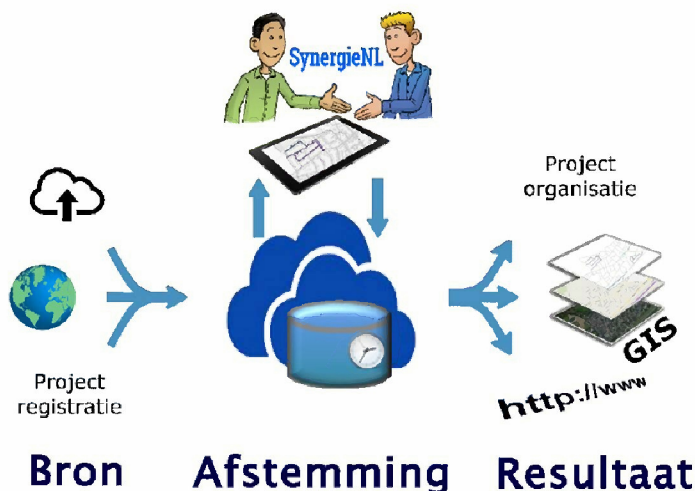 SynergieNL
Project
organisatie
Project
registratie
GIS
http://www
Bron
Afstemming
Resultaat